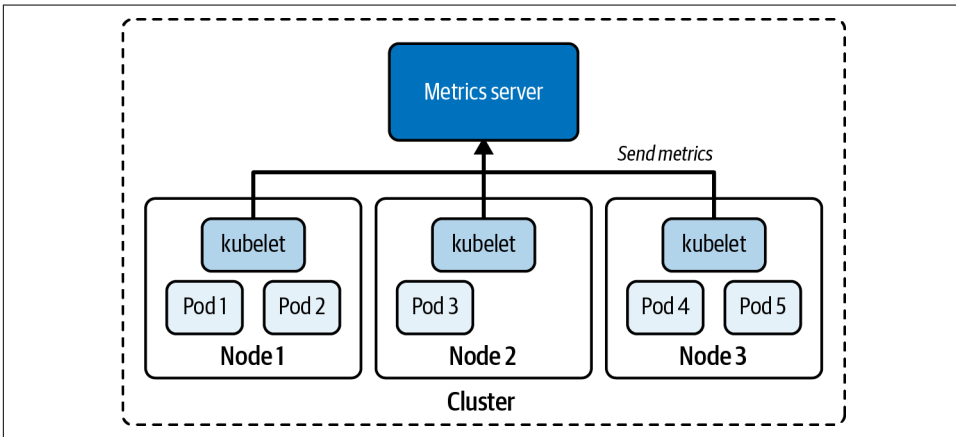 Metrics server
Send metrics
kubelet
kubelet
kubelet
Pod 1
Pod 2
Pod 3
Pod 4
Pod 5
Node 1
Node 2
Node 3
Cluster